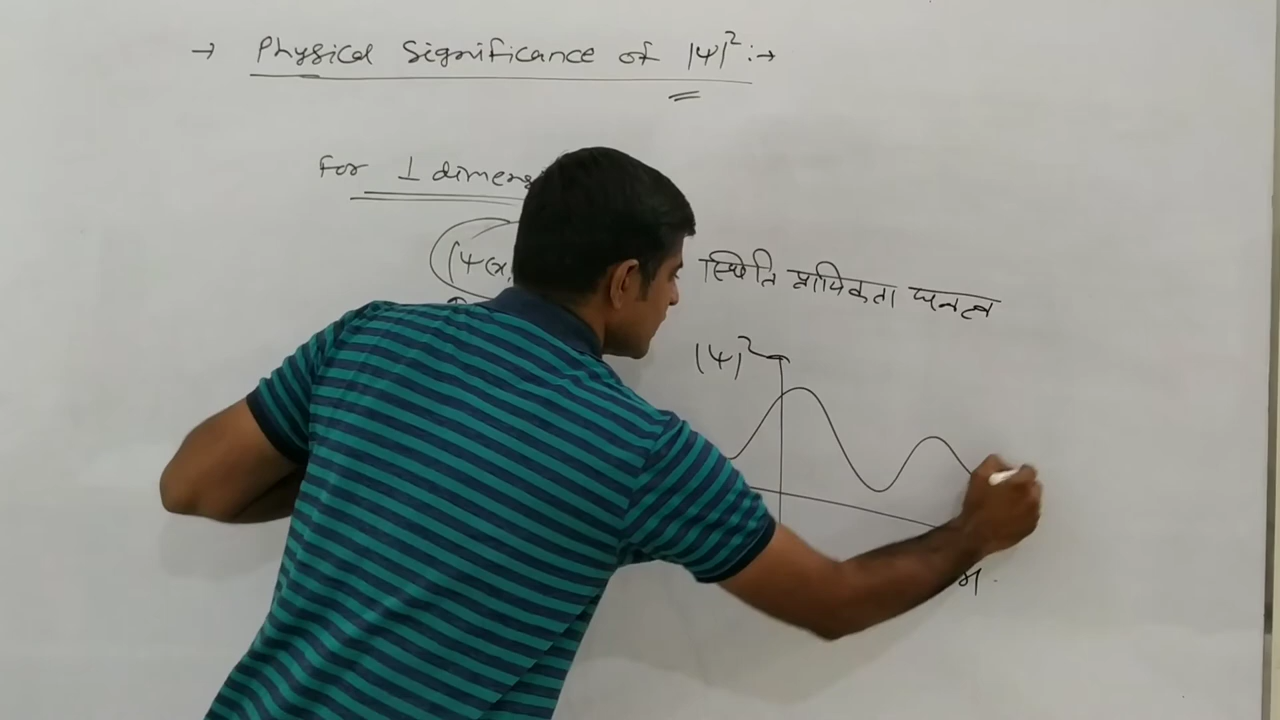 → Physical Significance of |Ψ|²:→
For 1 dimens
|Ψ(x,
स्थिति प्रायिकता घनत्व
|Ψ|²
x